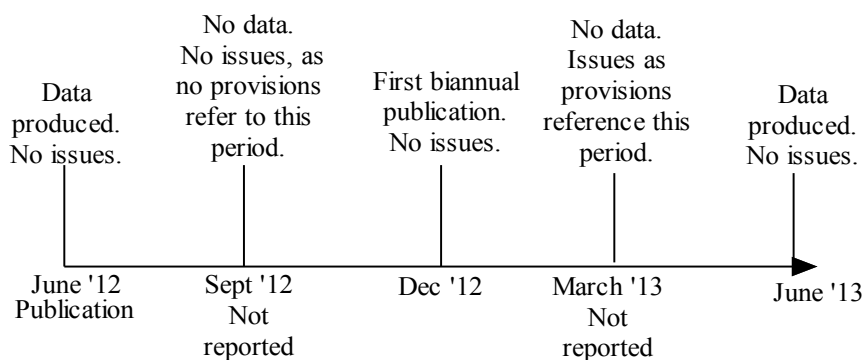 Data
produced.
No issues.
No data.
No issues, as
no provisions
refer to this
period.
First biannual
publication.
No issues.
No data.
Issues as
provisions
reference this
period.
Data
produced.
No issues.
June '12
Publication
Sept '12
Not
reported
Dec '12
March '13
Not
reported
June '13